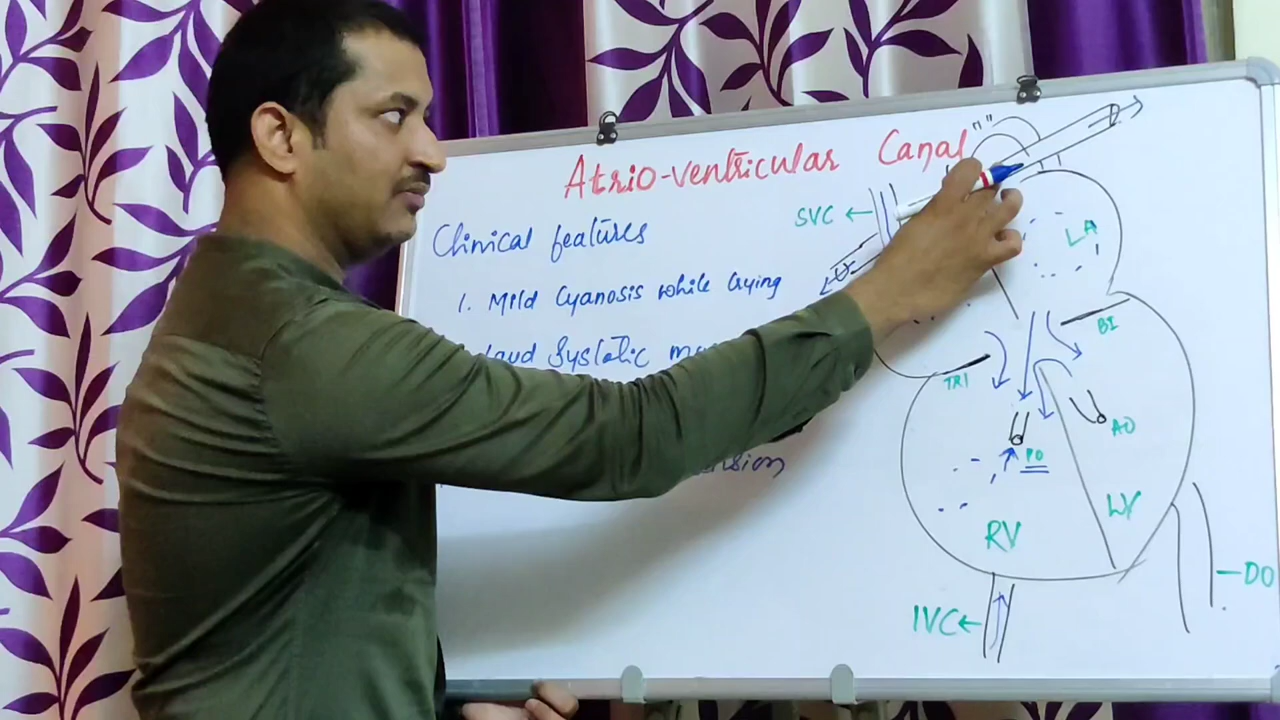 Atrio-ventricular Canal " "
Clinical features
1. Mild Cyanosis while Crying
Loud Systolic
SVC
LA
BI
TRI
AO
PO
RV
LV
IVC
DO